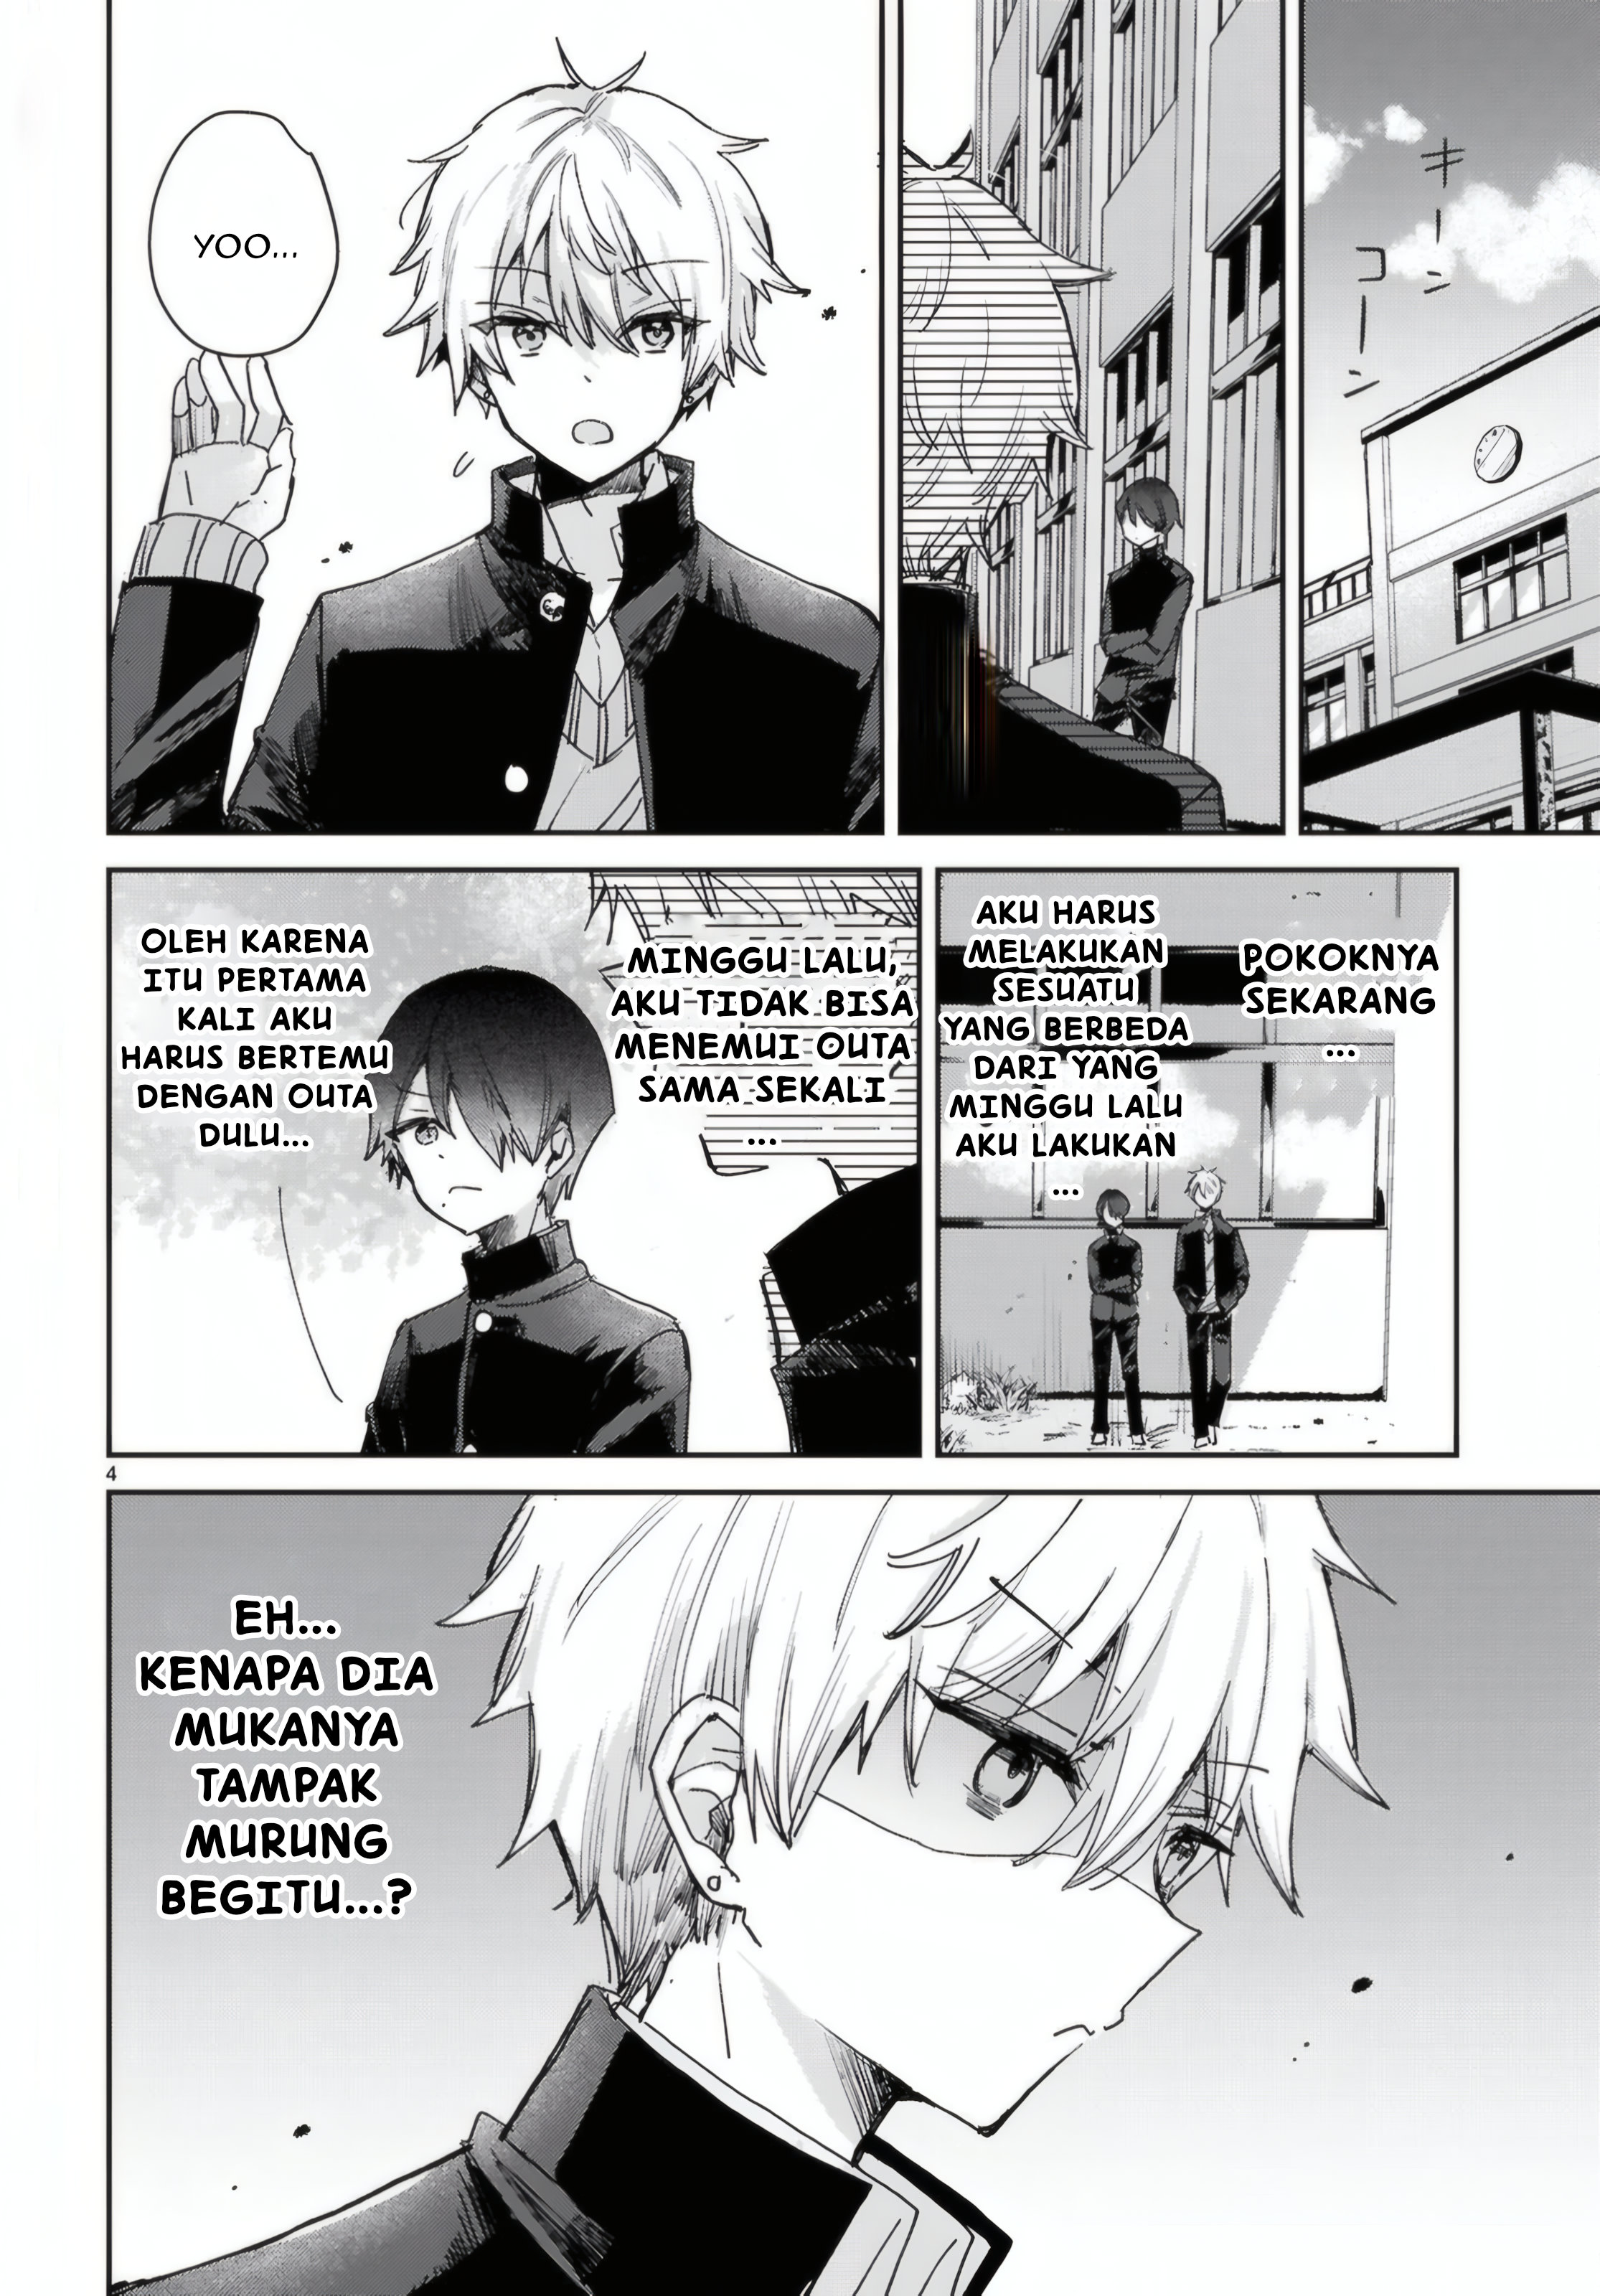 キーン
コーン
YOO...
POKOKNYA
SEKARANG
...
AKU HARUS
MELAKUKAN
SESUATU
YANG BERBEDA
DARI YANG
MINGGU LALU
AKU LAKUKAN
...
MINGGU LALU,
AKU TIDAK BISA
MENEMUI OUTA
SAMA SEKALI
...
OLEH KARENA
ITU PERTAMA
KALI AKU
HARUS BERTEMU
DENGAN OUTA
DULU...
4
EH...
KENAPA DIA
MUKANYA
TAMPAK
MURUNG
BEGITU...?